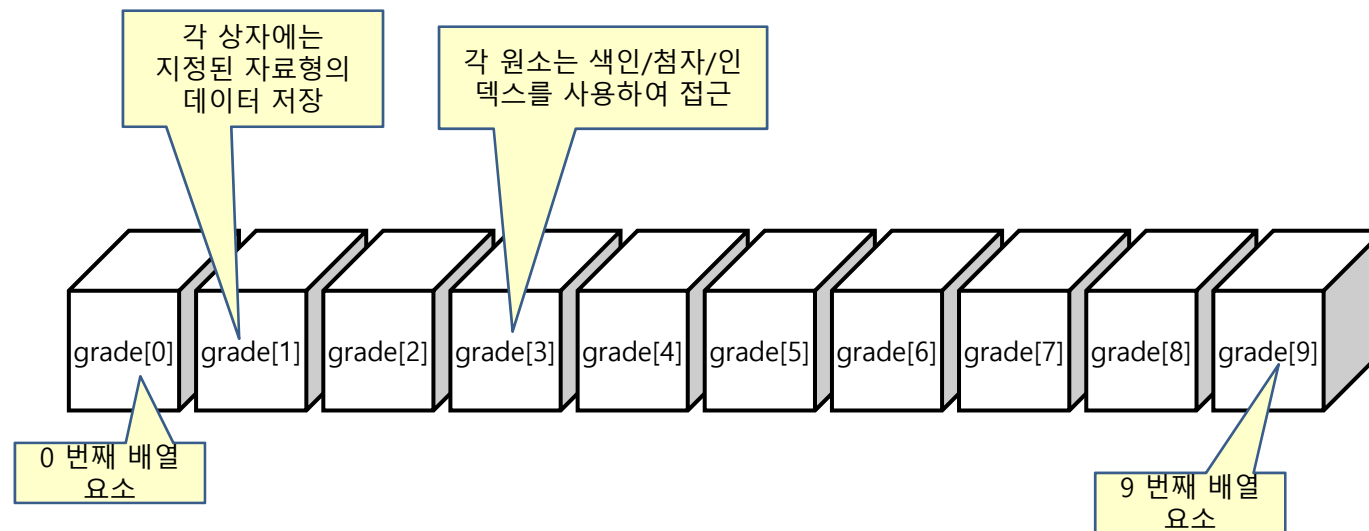 각 상자에는
지정된 자료형의
데이터 저장
각 원소는 색인/첨자/인
덱스를 사용하여 접근
grade[0] grade[1] grade[2] grade[3] grade[4] grade[5] grade[6] grade[7] grade[8] grade[9]
0 번째 배열
요소
9 번째 배열
요소